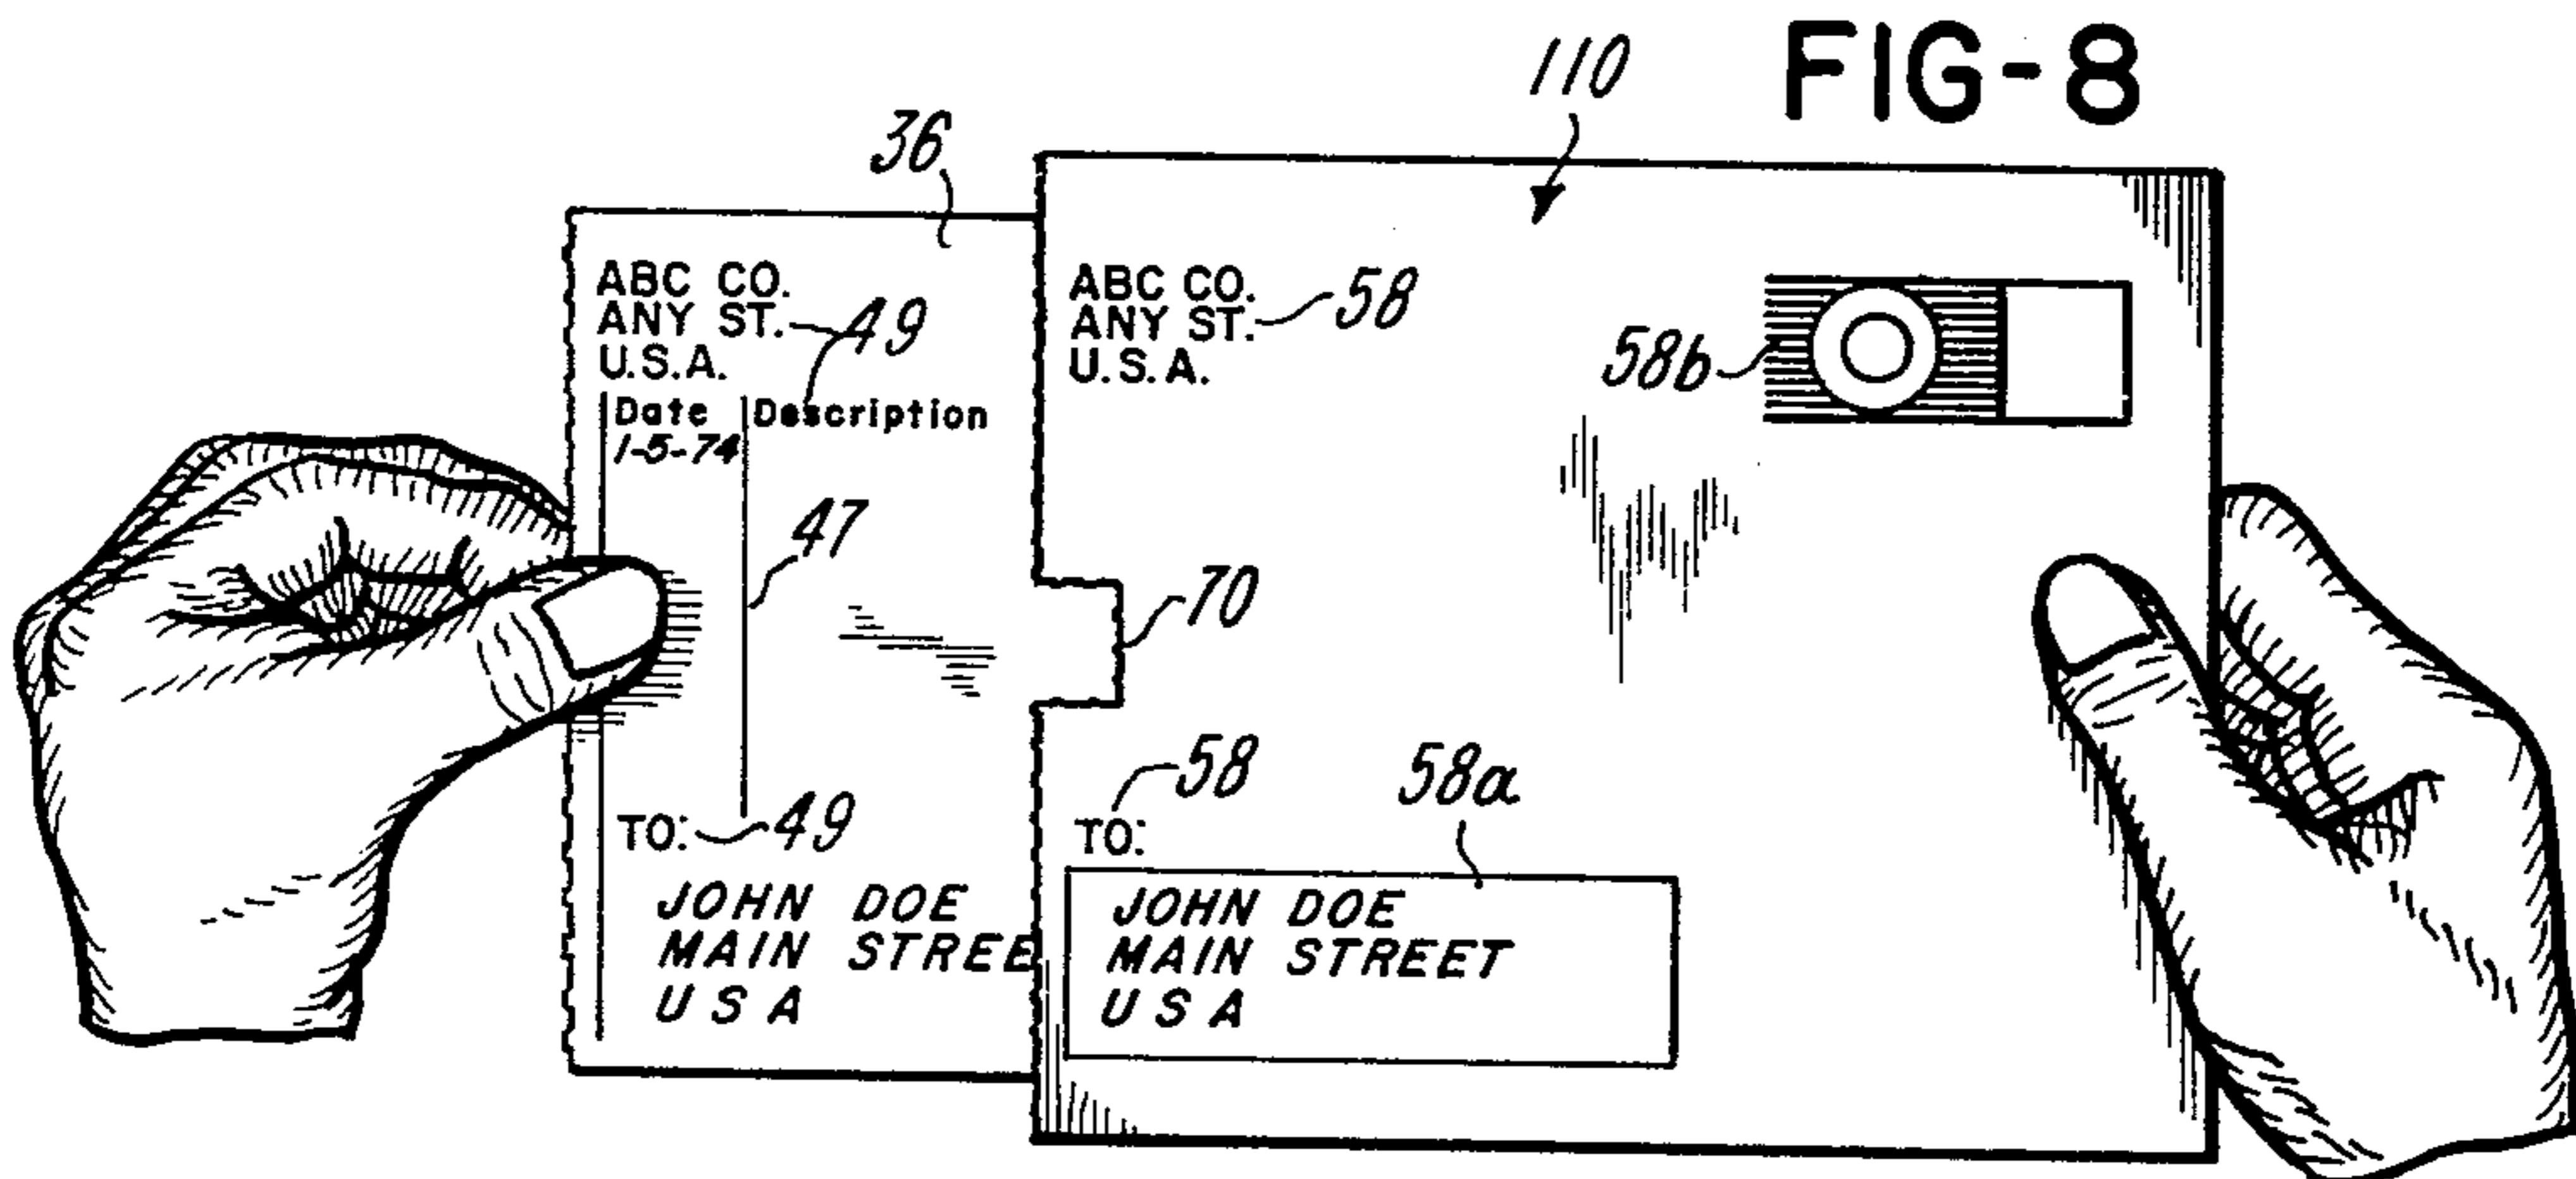 FIG-8
110
36
ABC CO.
ANY ST.
U.S.A.
49
Date Description
1-5-74
47
TO:
49
JOHN DOE
MAIN STREE
USA
ABC CO.
ANY ST.
U.S.A.
58
58b
70
58
TO:
58a
JOHN DOE
MAIN STREET
USA